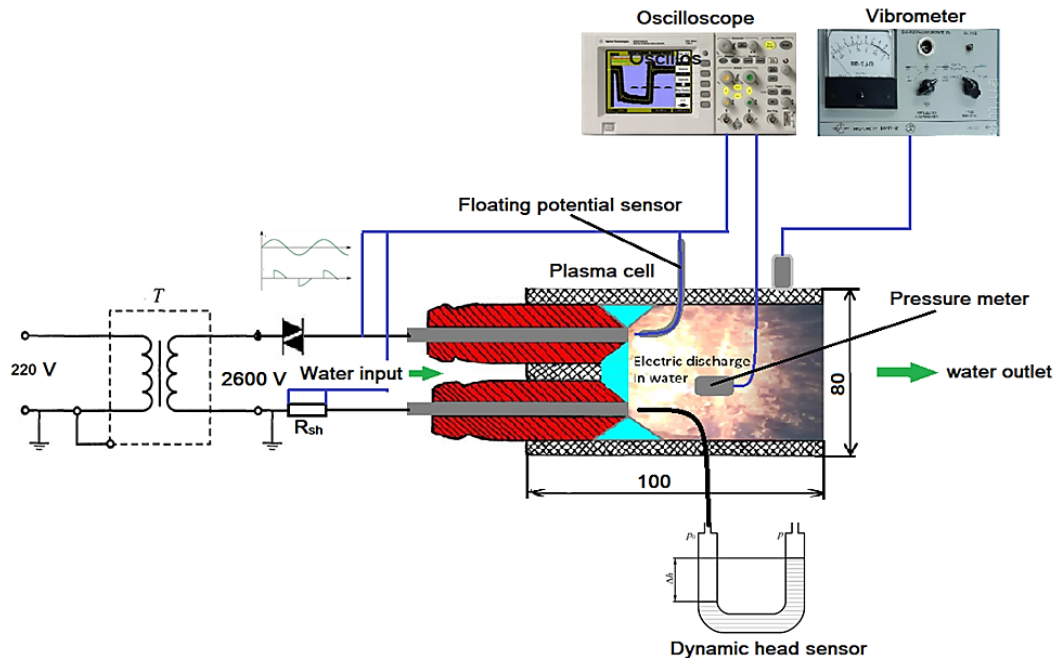 Oscilloscope
Vibrometer
Oscillos
Floating potential sensor
Plasma cell
Pressure meter
T
220 V
2600 V
Water input
Electric discharge
in water
80
water outlet
Rsh
100
p₀
p
Δh
Dynamic head sensor